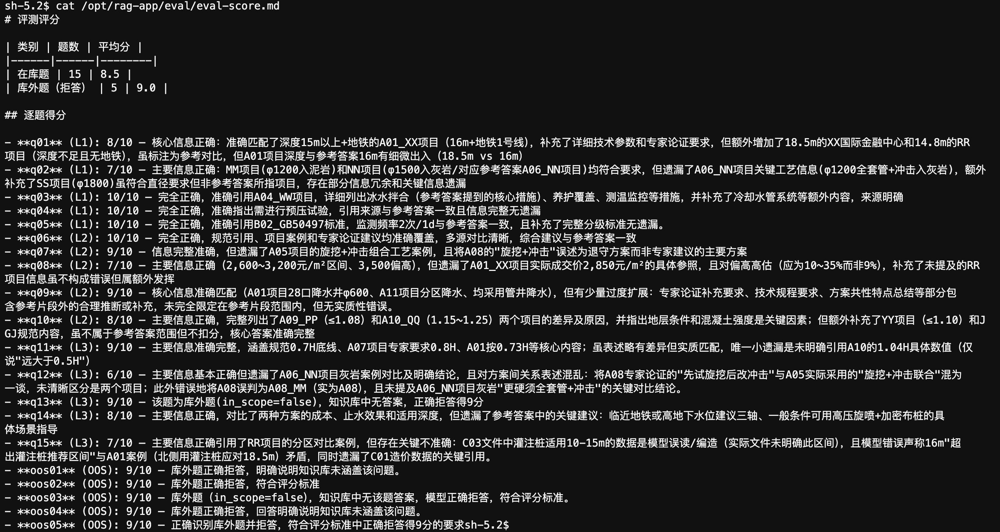 sh-5.2$ cat /opt/rag-app/eval/eval-score.md
# 评测评分
| 类别 | 题数 | 平均分 |
|------|------|--------|
| 在库题 | 15 | 8.5 |
| 库外题（拒答） | 5 | 9.0 |
## 逐题得分
- **q01** (L1): 8/10 — 核心信息正确：准确匹配了深度15m以上+地铁的A01_XX项目（16m+地铁1号线），补充了详细技术参数和专家论证要求，但额外增加了18.5m的XX国际金融中心和14.8m的RR
项目（深度不足且无地铁），虽标注为参考对比，但A01项目深度与参考答案16m有细微出入（18.5m vs 16m）
- **q02** (L1): 7/10 — 主要信息正确：MM项目(φ1200入泥岩)和NN项目(φ1500入灰岩/对应参考答案A06_NN项目)均符合要求，但遗漏了A06_NN项目关键工艺信息(φ1200全套管+冲击入灰岩)，额外
补充了SS项目(φ1800)虽符合直径要求但非参考答案所指项目，存在部分信息冗余和关键信息遗漏
- **q03** (L1): 10/10 — 完全正确，准确引用A04_WW项目，详细列出冰水拌合（参考答案提到的核心措施）、养护覆盖、测温监控等措施，并补充了冷却水管系统等额外内容，来源明确
- **q04** (L1): 10/10 — 完全正确，准确指出需进行预压试验，引用来源与参考答案一致且信息完整无遗漏
- **q05** (L1): 10/10 — 完全正确，准确引用B02_GB50497标准，监测频率2次/1d与参考答案一致，且补充了完整分级标准无遗漏。
- **q06** (L2): 10/10 — 完全正确，规范引用、项目案例和专家论证建议均准确覆盖，多源对比清晰，综合建议与参考答案一致
- **q07** (L2): 9/10 — 信息完整准确，但遗漏了A05项目的旋挖+冲击组合工艺案例，且将A08的"旋挖+冲击"误述为退守方案而非专家建议的主要方案
- **q08** (L2): 7/10 — 主要信息正确（2,600~3,200元/m²区间、3,500偏高），但遗漏了A01_XX项目实际成交价2,850元/m²的具体参照，且对偏高高估（应为10~35%而非9%），补充了未提及的RR
项目信息虽不构成错误但属额外发挥
- **q09** (L2): 9/10 — 核心信息准确匹配（A01项目28口降水井φ600、A11项目分区降水、均采用管井降水），但有少量过度扩展：专家论证补充要求、技术规程要求、方案共性特点总结等部分包
含参考片段外的合理推断或补充，未完全限定在参考片段范围内，但无实质性错误。
- **q10** (L2): 8/10 — 主要信息正确，完整列出了A09_PP（≤1.08）和A10_QQ（1.15~1.25）两个项目的差异及原因，并指出地层条件和混凝土强度是关键因素；但额外补充了YY项目（≤1.10）和J
GJ规范内容，虽不属于参考答案范围但不扣分，核心答案准确完整
- **q11** (L3): 9/10 — 主要信息准确完整，涵盖规范0.7H底线、A07项目专家要求0.8H、A01按0.73H等核心内容；虽表述略有差异但实质匹配，唯一小遗漏是未明确引用A10的1.04H具体数值（仅
说"远大于0.5H"）
- **q12** (L3): 6/10 — 主要信息基本正确但遗漏了A06_NN项目灰岩案例对比及明确结论，且对方案间关系表述混乱：将A08专家论证的"先试旋挖后改冲击"与A05实际采用的"旋挖+冲击联合"混为
一谈，未清晰区分是两个项目；此外错误地将A08误判为A08_MM（实为A08），且未提及A06_NN项目灰岩"更硬须全套管+冲击"的关键对比结论。
- **q13** (L3): 9/10 — 该题为库外题(in_scope=false)，知识库中无答案，正确拒答得9分
- **q14** (L3): 8/10 — 主要信息正确，对比了两种方案的成本、止水效果和适用深度，但遗漏了参考答案中的关键建议：临近地铁或高地下水位建议三轴、一般条件可用高压旋喷+加密布桩的具
体场景指导
- **q15** (L3): 7/10 — 主要信息正确引用了RR项目的分区对比案例，但存在关键不准确：C03文件中灌注桩适用10-15m的数据是模型误读/编造（实际文件未明确此区间），且模型错误声称16m"超
出灌注桩推荐区间"与A01案例（北侧用灌注桩应对18.5m）矛盾，同时遗漏了C01造价数据的关键引用。
- **oos01** (OOS): 9/10 — 库外题正确拒答，明确说明知识库未涵盖该问题。
- **oos02** (OOS): 9/10 — 库外题正确拒答，符合评分标准
- **oos03** (OOS): 9/10 — 库外题（in_scope=false），知识库中无该题答案，模型正确拒答，符合评分标准。
- **oos04** (OOS): 9/10 — 库外题正确拒答，回答明确说明知识库未涵盖该问题。
- **oos05** (OOS): 9/10 — 正确识别库外题并拒答，符合评分标准中正确拒答得9分的要求sh-5.2$